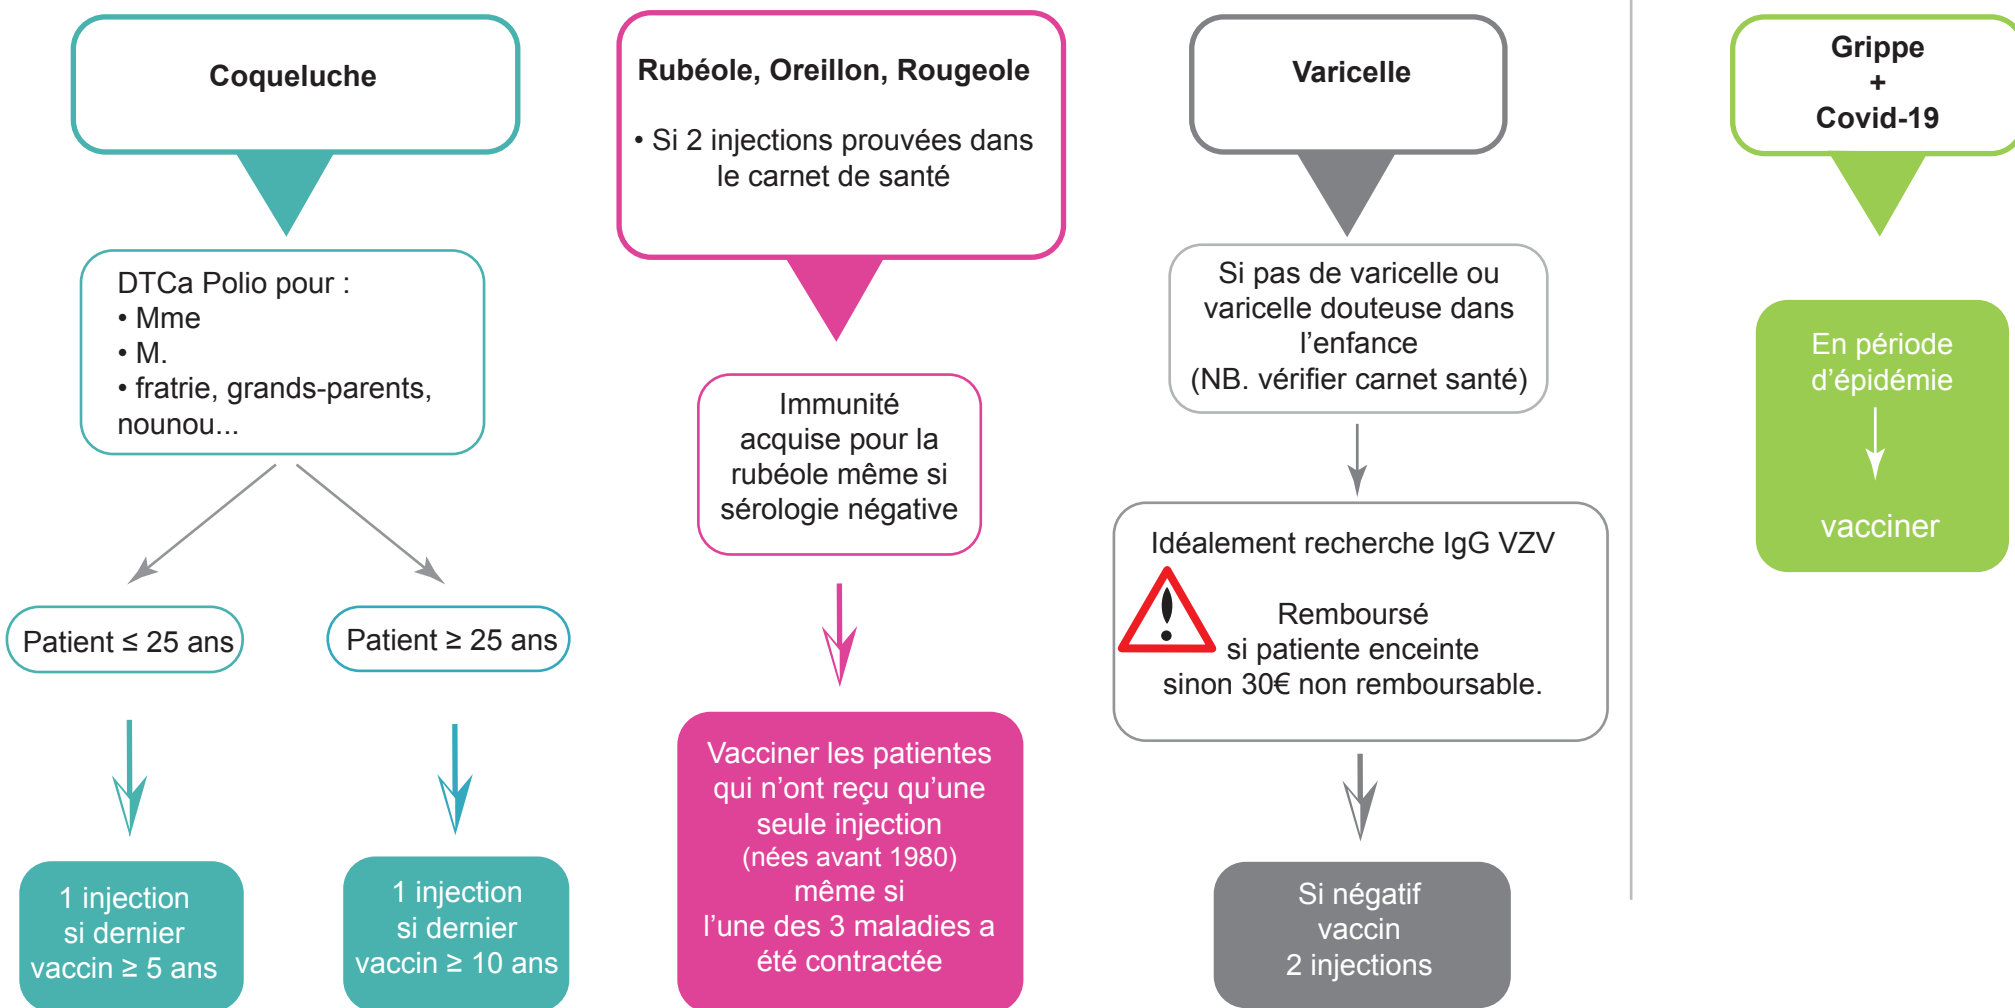 Coqueluche
DTCa Polio pour :
• Mme
• M.
• fratrie, grands-parents,
nounou...
Patient ≤ 25 ans
Patient ≥ 25 ans
1 injection
si dernier
vaccin ≥ 5 ans
1 injection
si dernier
vaccin ≥ 10 ans
Rubéole, Oreillon, Rougeole
• Si 2 injections prouvées dans
le carnet de santé
Immunité
acquise pour la
rubéole même si
sérologie négative
Vacciner les patientes
qui n’ont reçu qu’une
seule injection
(nées avant 1980)
même si
l’une des 3 maladies a
été contractée
Varicelle
Si pas de varicelle ou
varicelle douteuse dans
l’enfance
(NB. vérifier carnet santé)
Idéalement recherche IgG VZV
Remboursé
si patiente enceinte
sinon 30€ non remboursable.
Si négatif
vaccin
2 injections
Grippe
+
Covid-19
En période
d’épidémie
vacciner